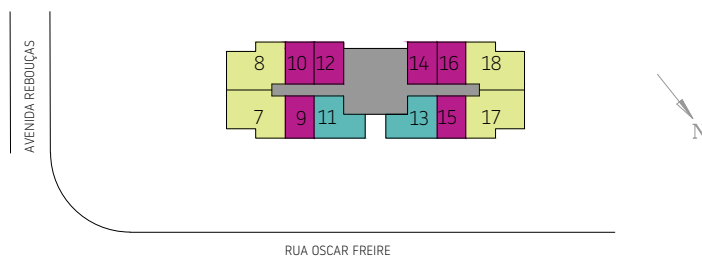 AVENIDA REBOUÇAS
8 10 12 14 16 18
7 9 11 13 15 17
N
RUA OSCAR FREIRE